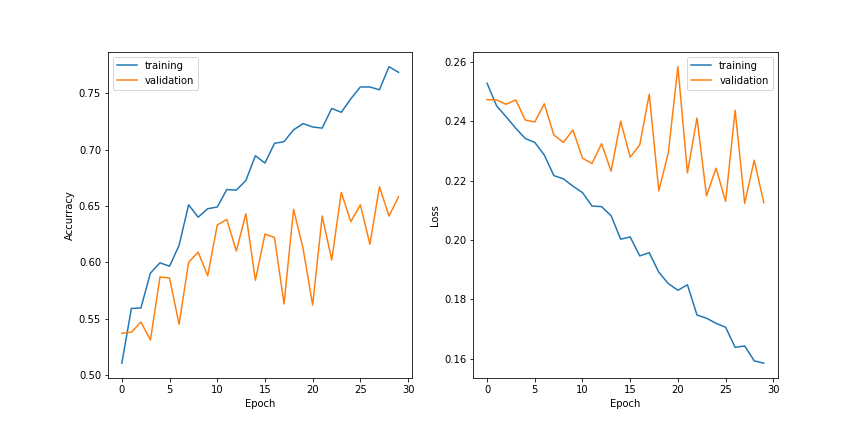 training
validation
0.75
0.70
0.65
0.60
0.55
0.50
Accurracy
0 5 10 15 20 25 30
Epoch
training
validation
0.26
0.24
0.22
0.20
0.18
0.16
Loss
0 5 10 15 20 25 30
Epoch